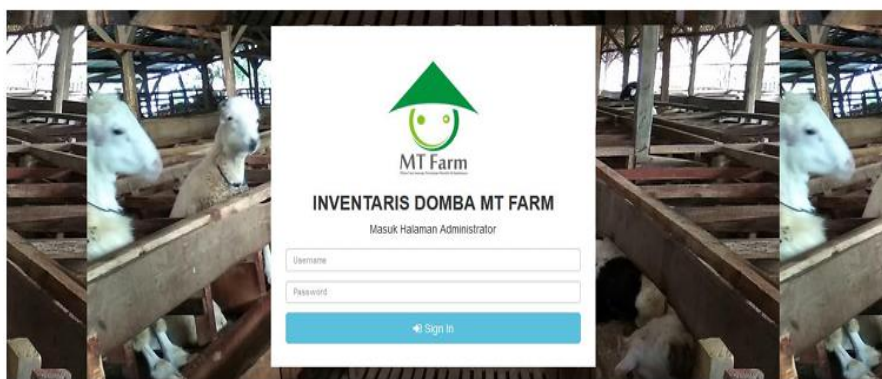 MT Farm
INVENTARIS DOMBA MT FARM
Masuk Halaman Administrator
Username
Password
Sign In